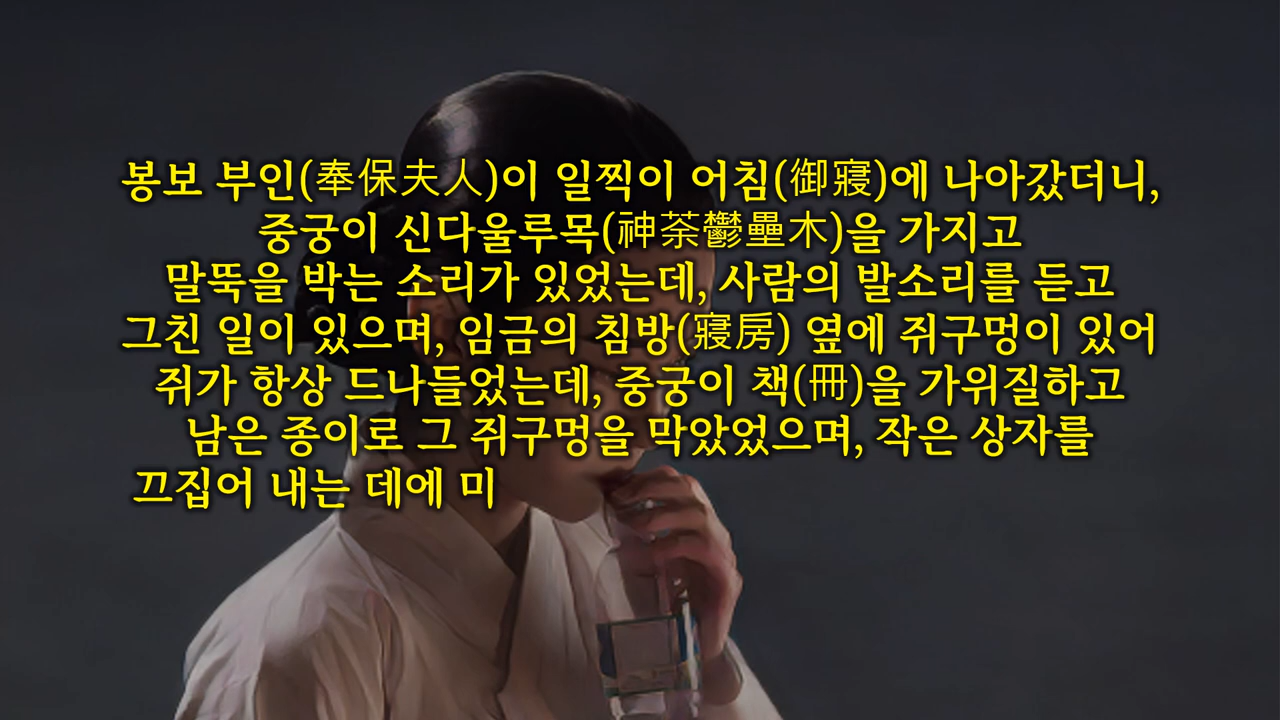 봉보 부인(奉保夫人)이 일찍이 어침(御寢)에 나아갔더니,
중궁이 신다울루목(神荼鬱壘木)을 가지고
말뚝을 박는 소리가 있었는데, 사람의 발소리를 듣고
그친 일이 있으며, 임금의 침방(寢房) 옆에 쥐구멍이 있어
쥐가 항상 드나들었는데, 중궁이 책(冊)을 가위질하고
남은 종이로 그 쥐구멍을 막았었으며, 작은 상자를
끄집어 내는 데에 미